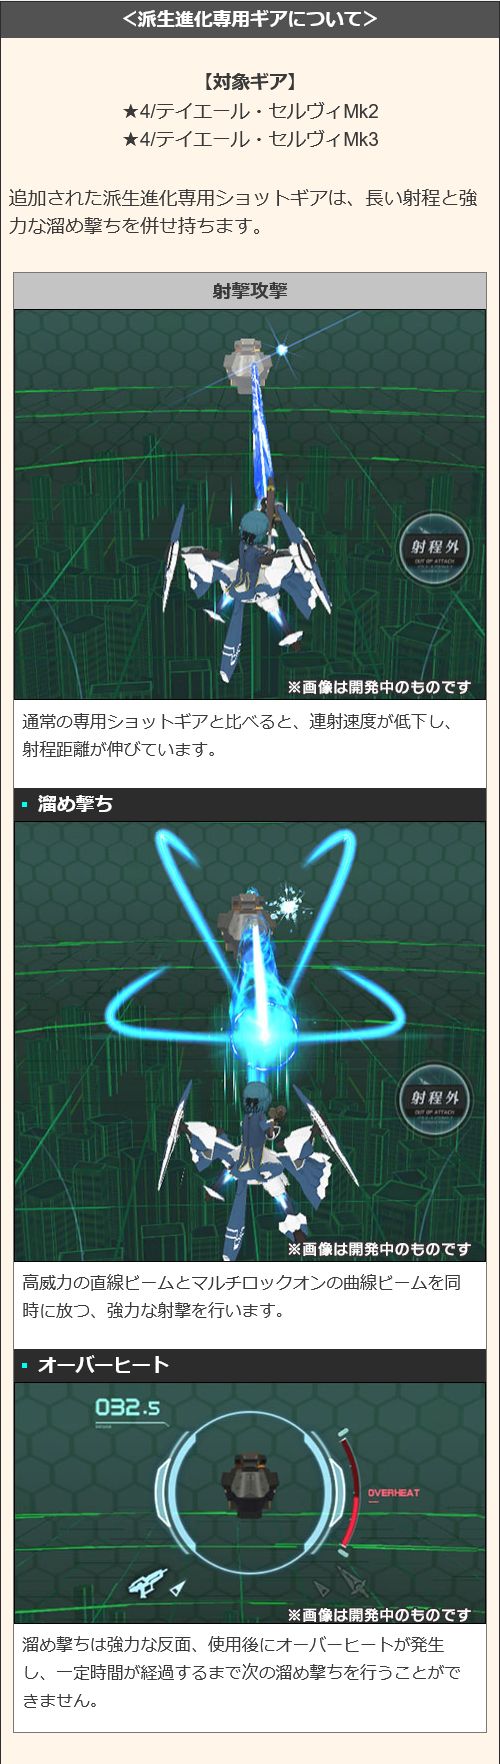 ＜派生進化専用ギアについて＞
【対象ギア】
★4/テイエール・セルヴィMk2
★4/テイエール・セルヴィMk3
追加された派生進化専用ショットギアは、長い射程と強
力な溜め撃ちを併せ持ちます。
射撃攻撃
射程外
OUT OF ATTACH
※画像は開発中のものです
通常の専用ショットギアと比べると、連射速度が低下し、
射程距離が伸びています。
溜め撃ち
射程外
OUT OF ATTACH
※画像は開発中のものです
高威力の直線ビームとマルチロックオンの曲線ビームを同
時に放つ、強力な射撃を行います。
オーバーヒート
032.5
OVERHEAT
※画像は開発中のものです
溜め撃ちは強力な反面、使用後にオーバーヒートが発生
し、一定時間が経過するまで次の溜め撃ちを行うことがで
きません。